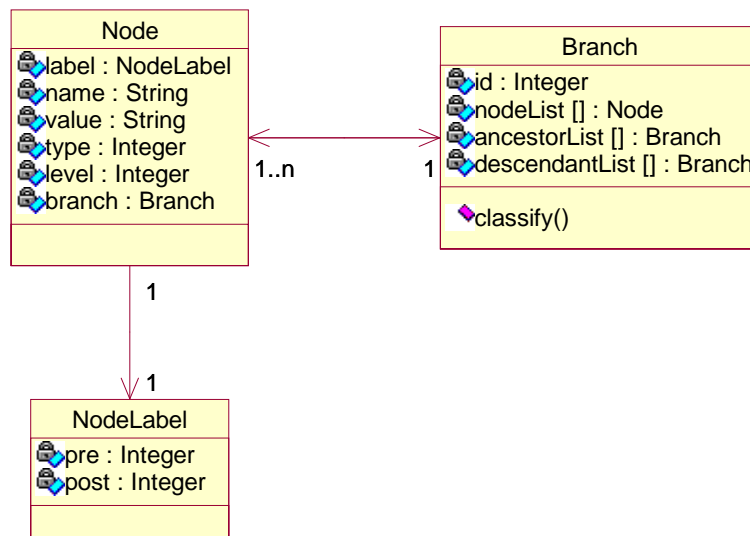 Node
label : NodeLabel
name : String
value : String
type : Integer
level : Integer
branch : Branch
Branch
id : Integer
nodeList [] : Node
ancestorList [] : Branch
descendantList [] : Branch
classify()
1..n
1
1
1
NodeLabel
pre : Integer
post : Integer